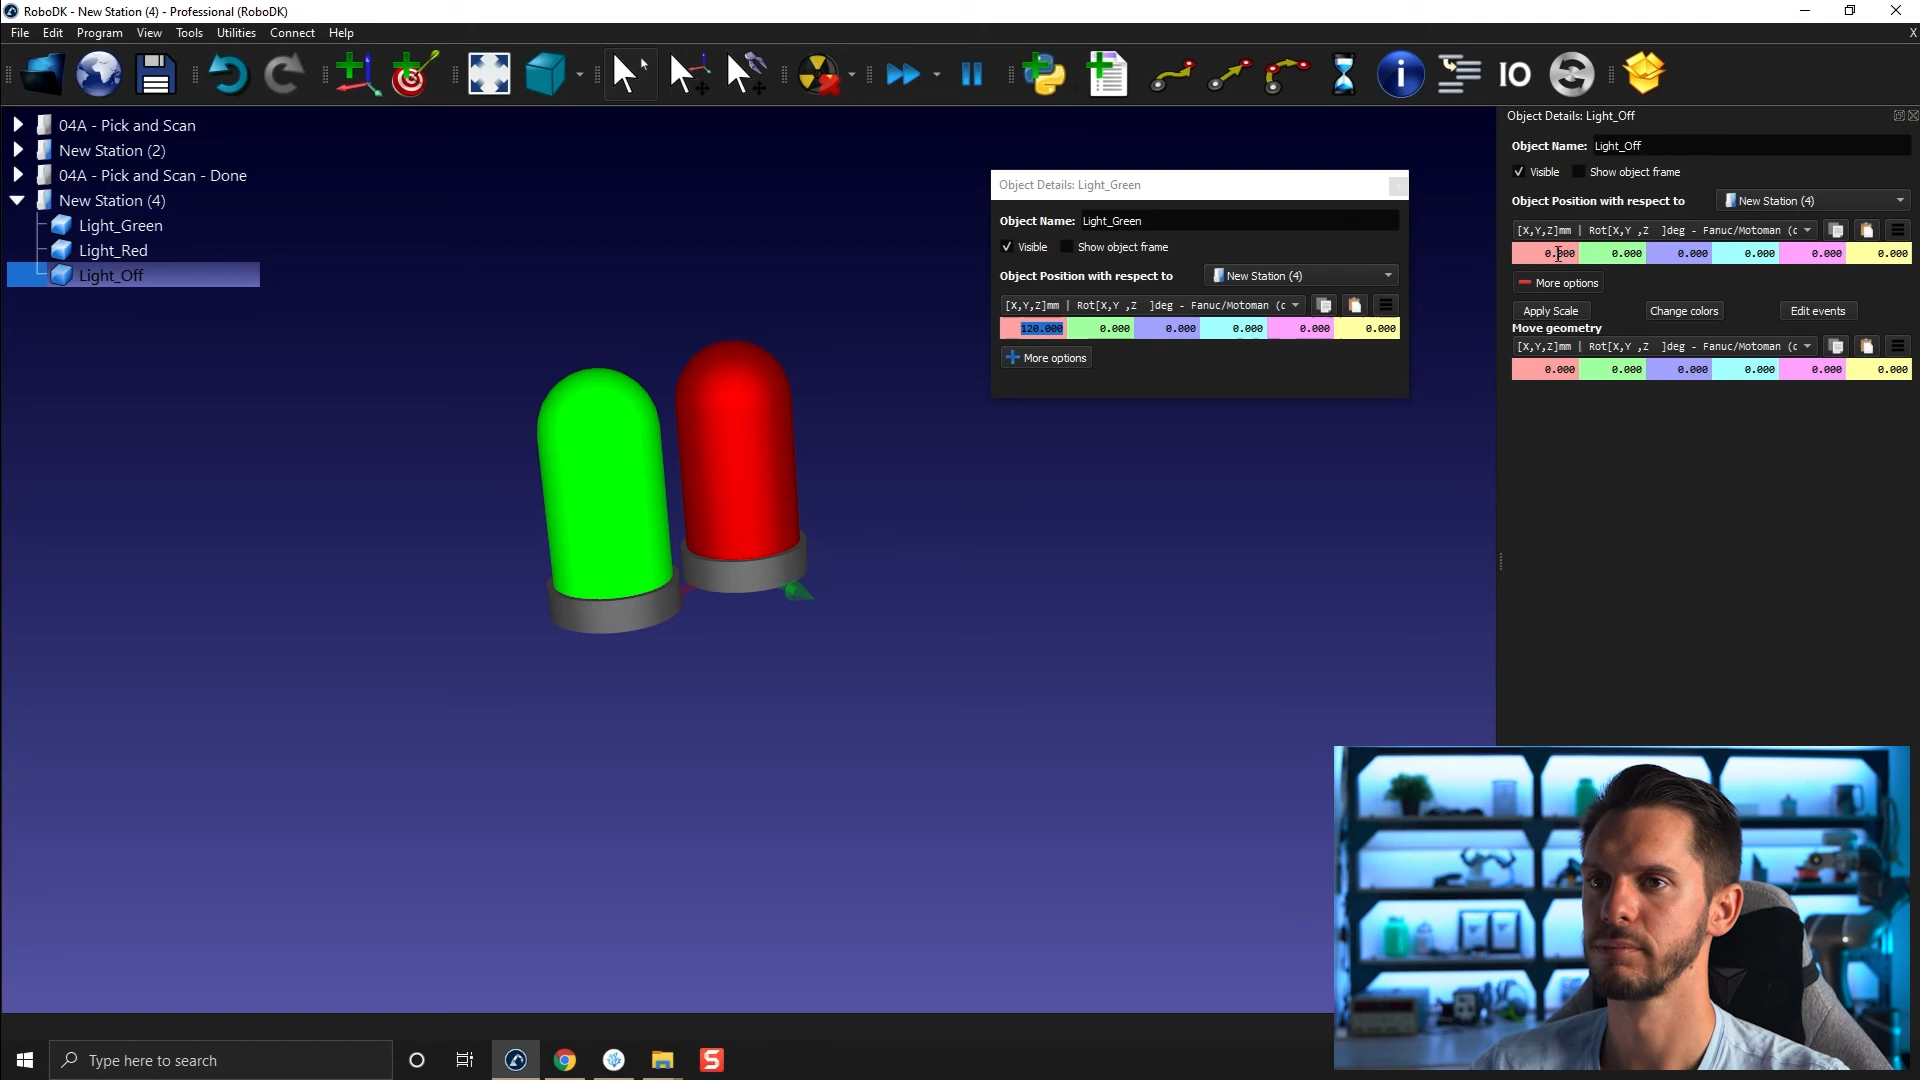 RoboDK - New Station (4) - Professional (RoboDK)
File Edit Program View Tools Utilities Connect Help X
IO
04A - Pick and Scan
New Station (2)
04A - Pick and Scan - Done
New Station (4)
Light_Green
Light_Red
Light_Off
Object Details: Light_Green
Object Name: Light_Green
Visible Show object frame
Object Position with respect to New Station (4)
[X,Y,Z]mm | Rot[X,Y ,Z ]deg - Fanuc/Motoman (c
120.000 0.000 0.000 0.000 0.000 0.000
More options
Object Details: Light_Off
Object Name: Light_Off
Visible Show object frame
Object Position with respect to New Station (4)
[X,Y,Z]mm | Rot[X,Y ,Z ]deg - Fanuc/Motoman (c
0.000 0.000 0.000 0.000 0.000 0.000
More options
Apply Scale Change colors Edit events
Move geometry
[X,Y,Z]mm | Rot[X,Y ,Z ]deg - Fanuc/Motoman (c
0.000 0.000 0.000 0.000 0.000 0.000
Type here to search
S